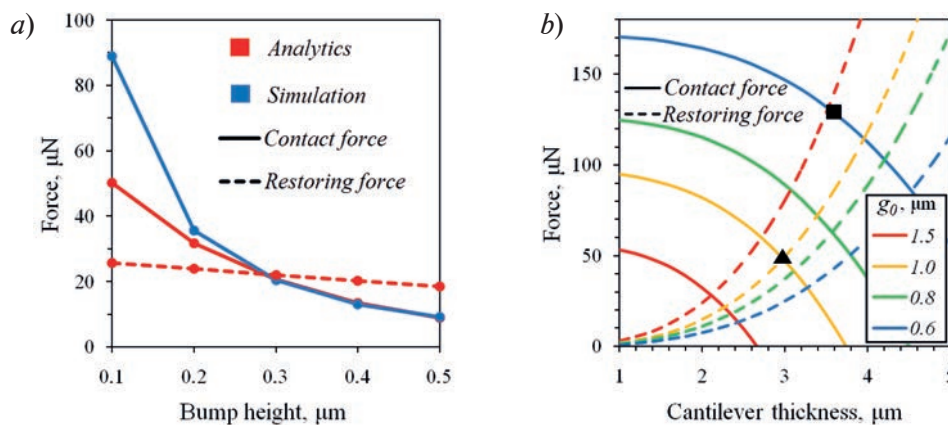 a)
100
80
60
40
20
0
Force, µN
Analytics
Simulation
Contact force
Restoring force
0.1 0.2 0.3 0.4 0.5
Bump height, µm
b)
150
100
50
0
Force, µN
Contact force
Restoring force
g0, µm
1.5
1.0
0.8
0.6
1 2 3 4 5
Cantilever thickness, µm